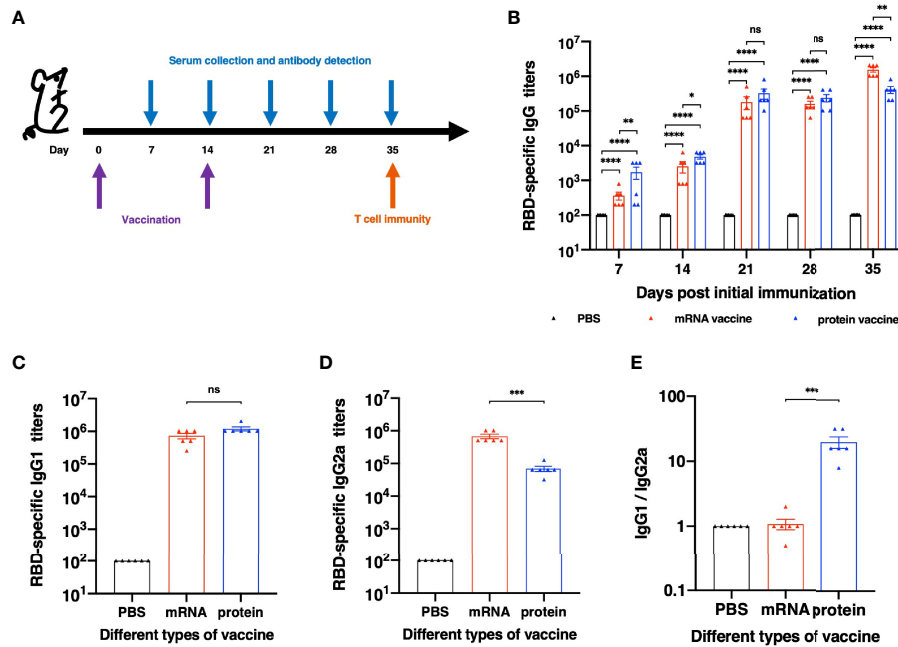 A
Serum collection and antibody detection
Day 0 7 14 21 28 35
Vaccination T cell immunity
B
RBD-specific IgG titers
10⁷
10⁶
10⁵
10⁴
10³
10²
10¹
**** **** **
**** **** *
**** **** ns
**** **** ns
**** **** **
7 14 21 28 35
Days post initial immunization
PBS mRNA vaccine protein vaccine
C
RBD-specific IgG1 titers
10⁷
10⁶
10⁵
10⁴
10³
10²
10¹
ns
PBS mRNA protein
Different types of vaccine
D
RBD-specific IgG2a titers
10⁷
10⁶
10⁵
10⁴
10³
10²
10¹
***
PBS mRNA protein
Different types of vaccine
E
IgG1 / IgG2a
100
10
1
0.1
***
PBS mRNA protein
Different types of vaccine